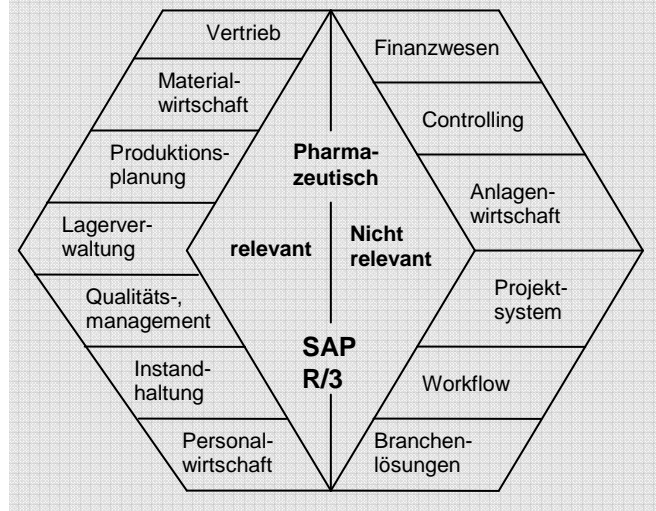 Vertrieb
Material-
wirtschaft
Produktions-
planung
Lagerver-
waltung
Qualitäts-,
management
Instand-
haltung
Personal-
wirtschaft
Pharma-
zeutisch
relevant
Nicht
relevant
SAP
R/3
Finanzwesen
Controlling
Anlagen-
wirtschaft
Projekt-
system
Workflow
Branchen-
lösungen